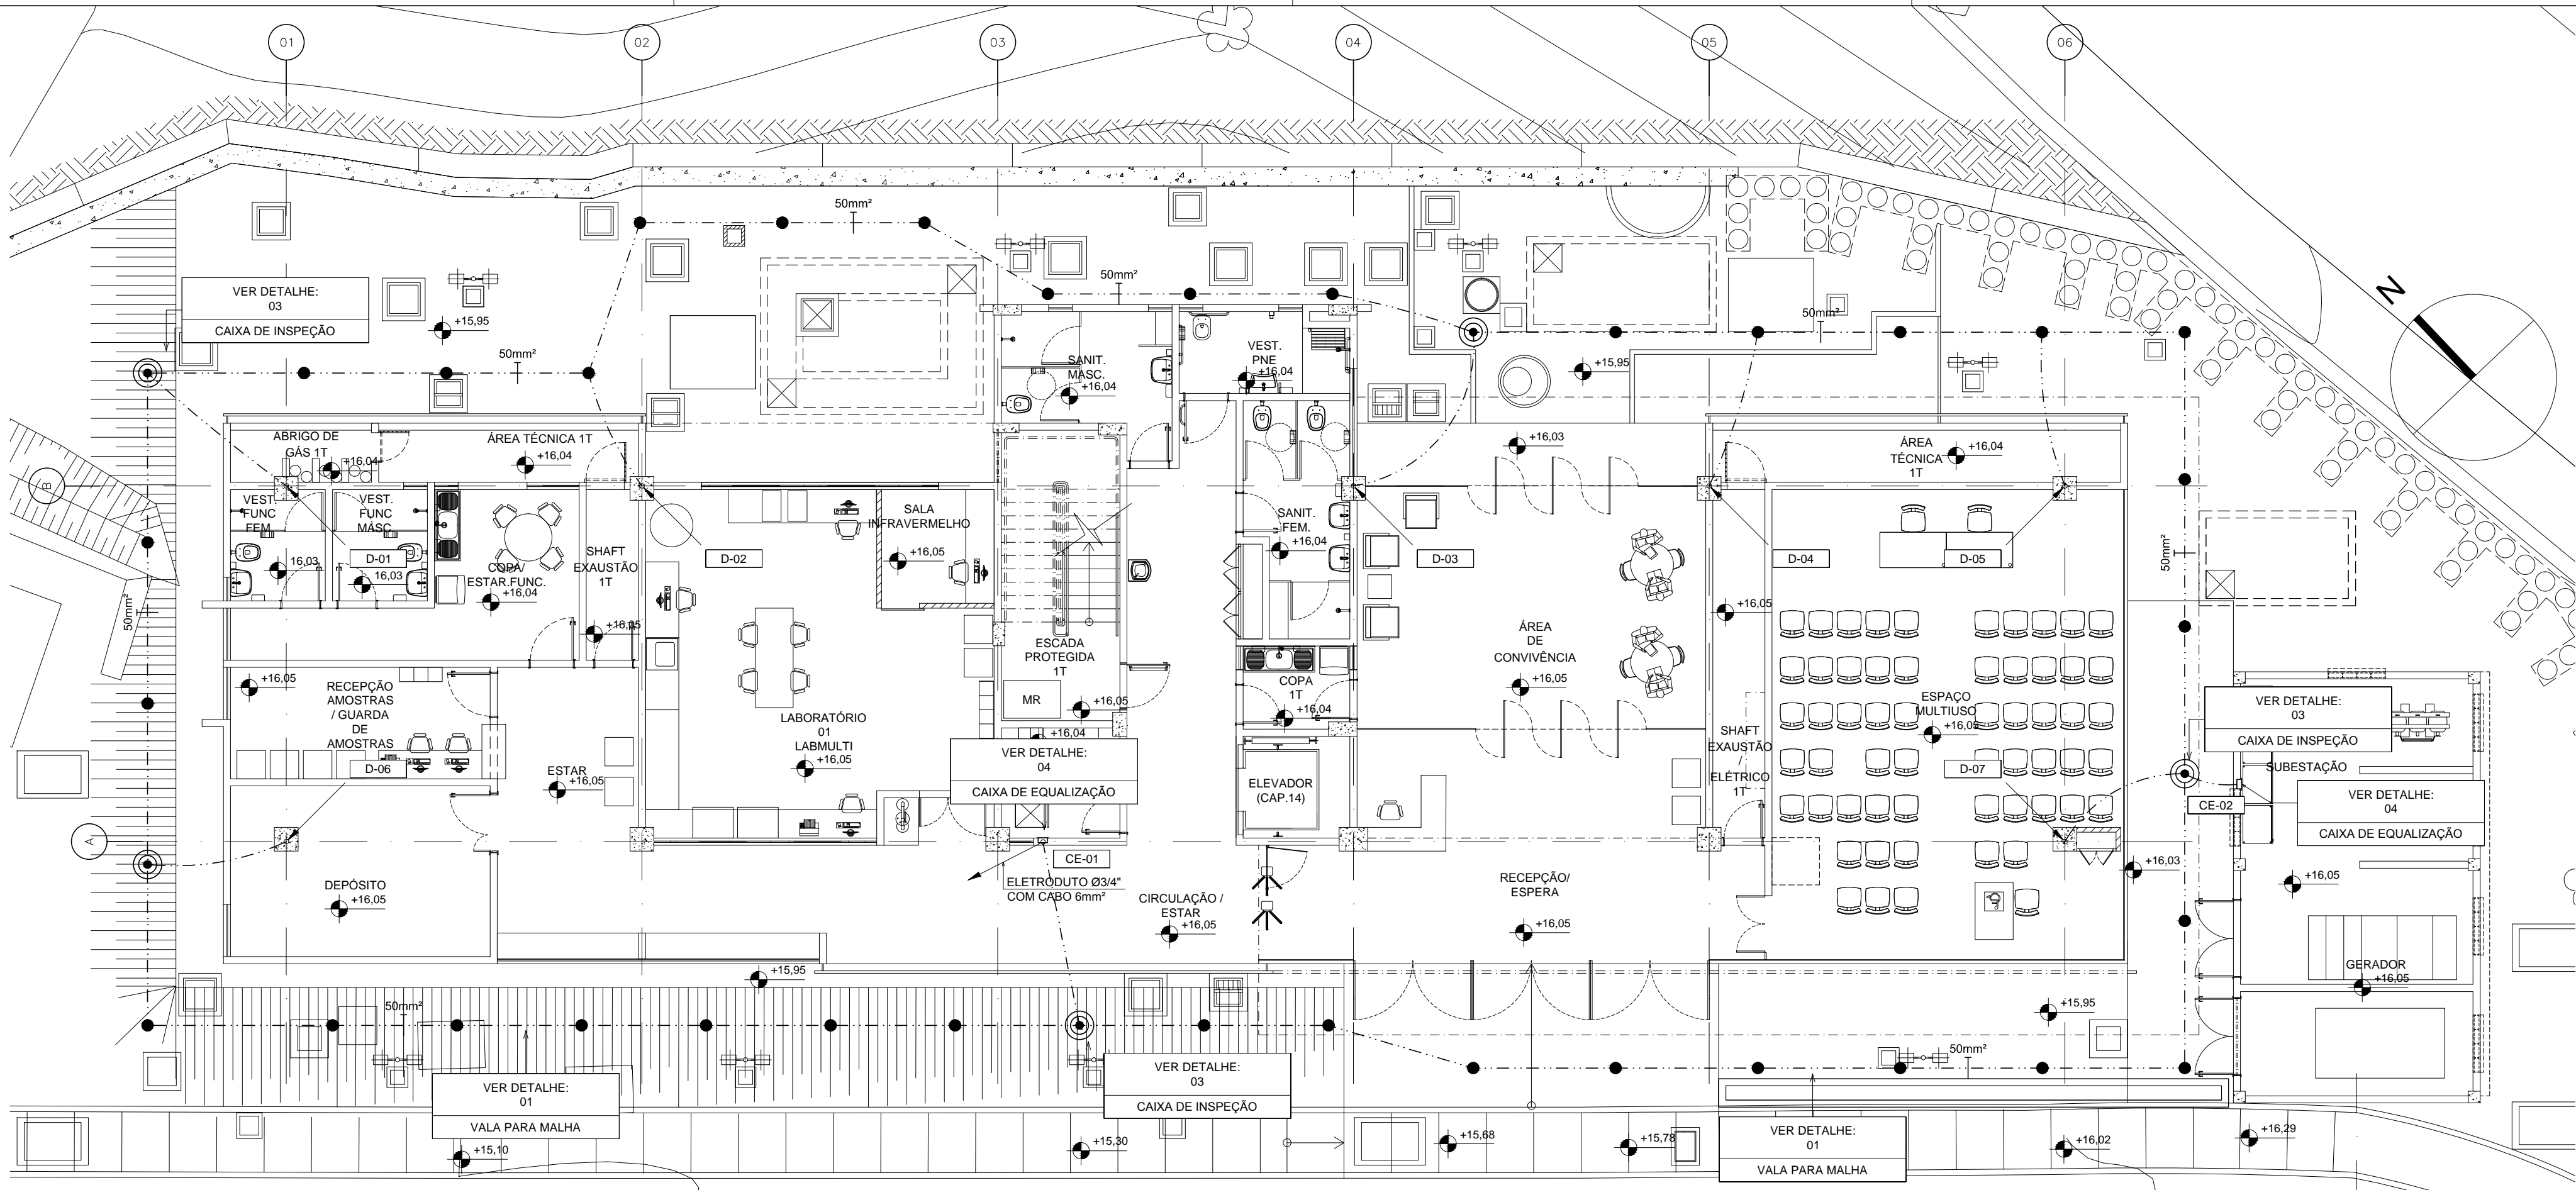 01
02
03
04
05
06
N
50mm²
50mm²
50mm²
50mm²
VER DETALHE:
03
CAIXA DE INSPEÇÃO
+15,95
SANIT.
MASC.
+16,04
VEST.
PNE
+16,04
+15,95
ABRIGO DE
GÁS 1T
+16,04
ÁREA TÉCNICA 1T
+16,04
+16,03
ÁREA
TÉCNICA
1T
+16,04
B
VEST.
FUNC
FEM.
16,03
VEST.
FUNC
MASC.
16,03
D-01
COPA/
ESTAR.FUNC.
+16,04
SHAFT
EXAUSTÃO
1T
+16,05
D-02
SALA
INFRAVERMELHO
+16,05
SANIT.
FEM.
+16,04
D-03
D-04
D-05
50mm²
50mm²
+16,05
ESCADA
PROTEGIDA
1T
MR
+16,05
+16,04
ÁREA
DE
CONVIVÊNCIA
+16,05
COPA
1T
+16,04
+16,05
RECEPÇÃO
AMOSTRAS
/ GUARDA
DE
AMOSTRAS
D-06
ESTAR
+16,05
LABORATÓRIO
01
LABMULTI
+16,05
VER DETALHE:
04
CAIXA DE EQUALIZAÇÃO
ELEVADOR
(CAP.14)
SHAFT
EXAUSTÃO
/
ELÉTRICO
1T
ESPAÇO
MULTIUSO
+16,05
D-07
VER DETALHE:
03
CAIXA DE INSPEÇÃO
SUBESTAÇÃO
CE-02
VER DETALHE:
04
CAIXA DE EQUALIZAÇÃO
A
CE-01
ELETRODUTO Ø3/4"
COM CABO 6mm²
DEPÓSITO
+16,05
CIRCULAÇÃO /
ESTAR
+16,05
RECEPÇÃO/
ESPERA
+16,05
+16,03
+16,05
GERADOR
+16,05
+15,95
+15,95
50mm²
50mm²
VER DETALHE:
01
VALA PARA MALHA
VER DETALHE:
03
CAIXA DE INSPEÇÃO
VER DETALHE:
01
VALA PARA MALHA
+15,10
+15,30
+15,68
+15,78
+16,02
+16,29